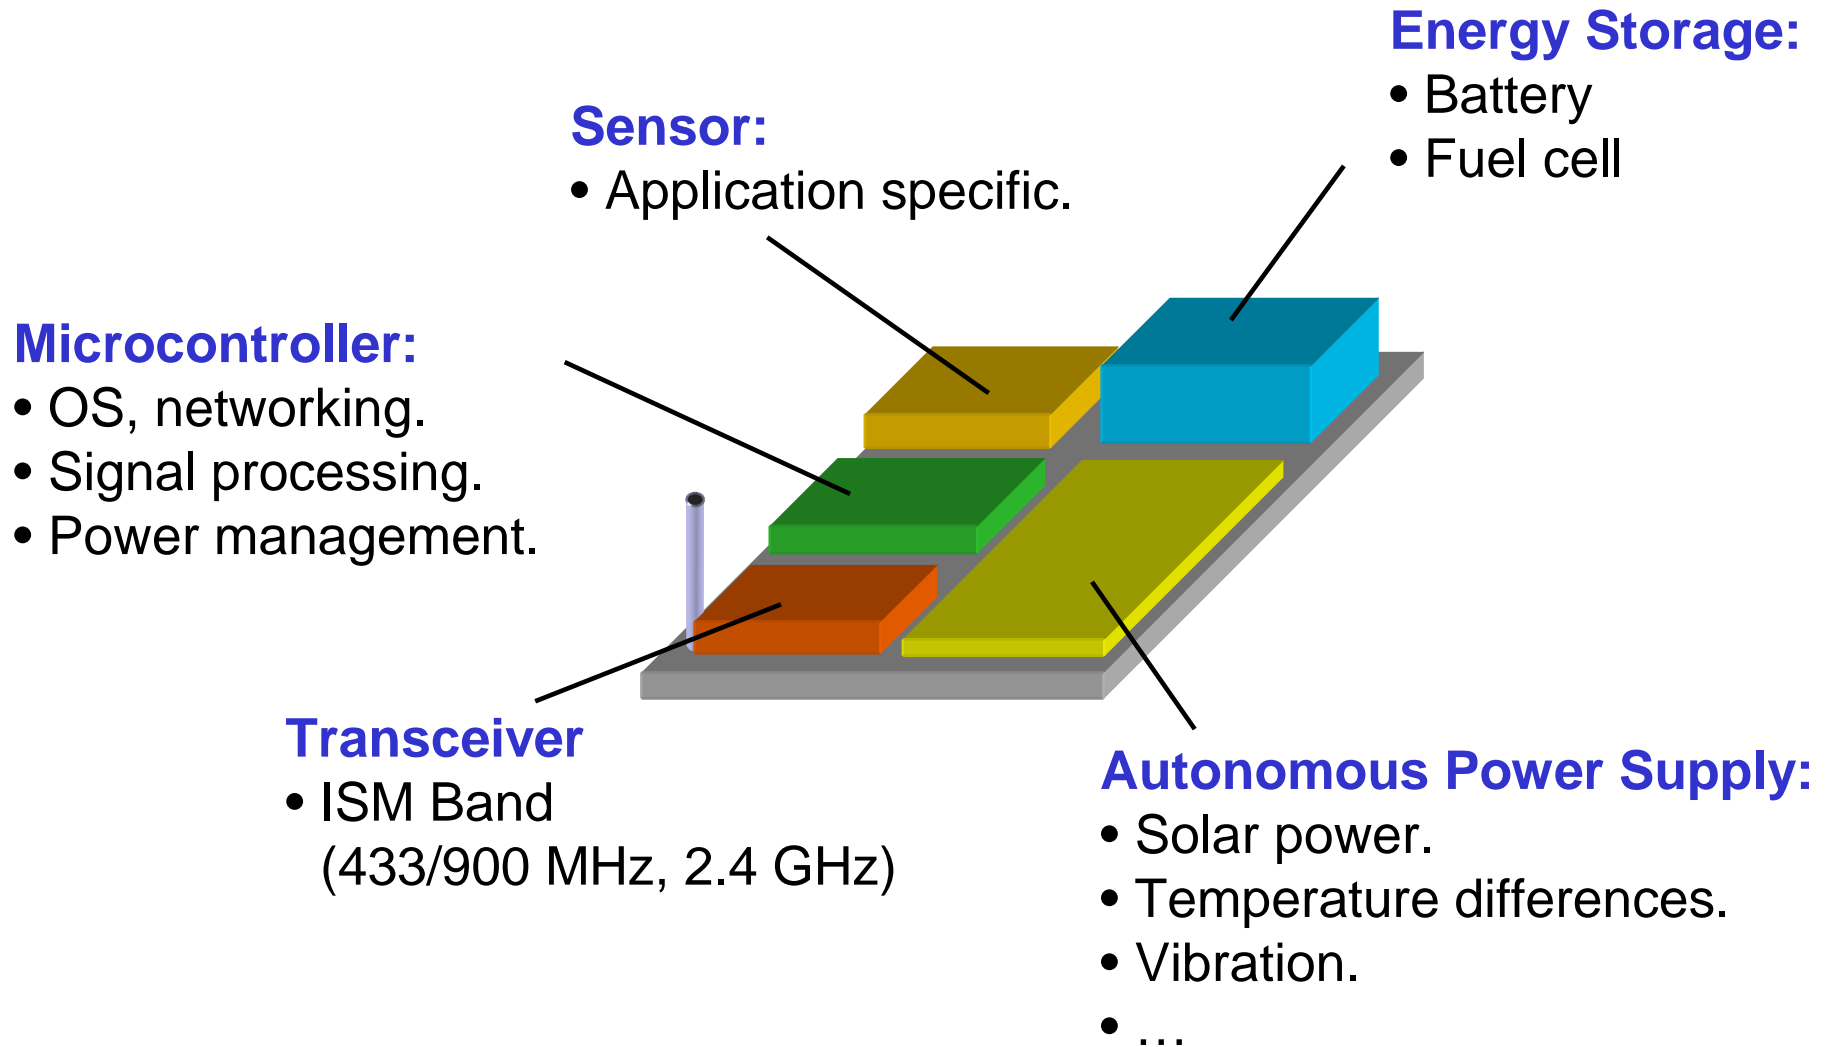 Energy Storage:
• Battery
• Fuel cell
Sensor:
• Application specific.
Microcontroller:
• OS, networking.
• Signal processing.
• Power management.
Transceiver
• ISM Band
(433/900 MHz, 2.4 GHz)
Autonomous Power Supply:
• Solar power.
• Temperature differences.
• Vibration.
• …